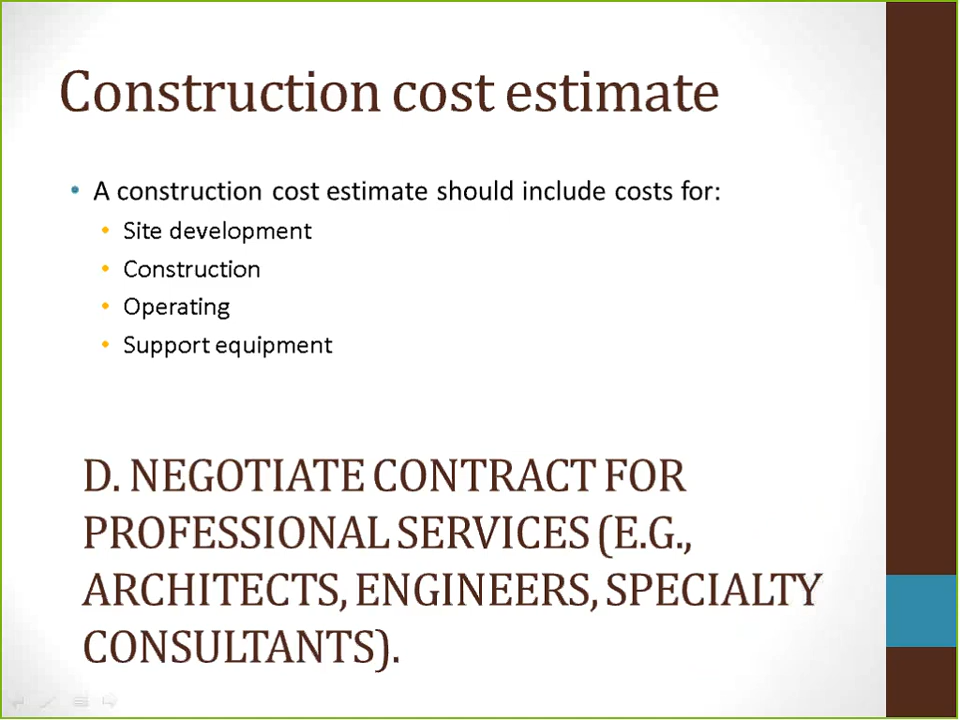 Construction cost estimate
• A construction cost estimate should include costs for:
• Site development
• Construction
• Operating
• Support equipment
D. NEGOTIATE CONTRACT FOR
PROFESSIONAL SERVICES (E.G.,
ARCHITECTS, ENGINEERS, SPECIALTY
CONSULTANTS).